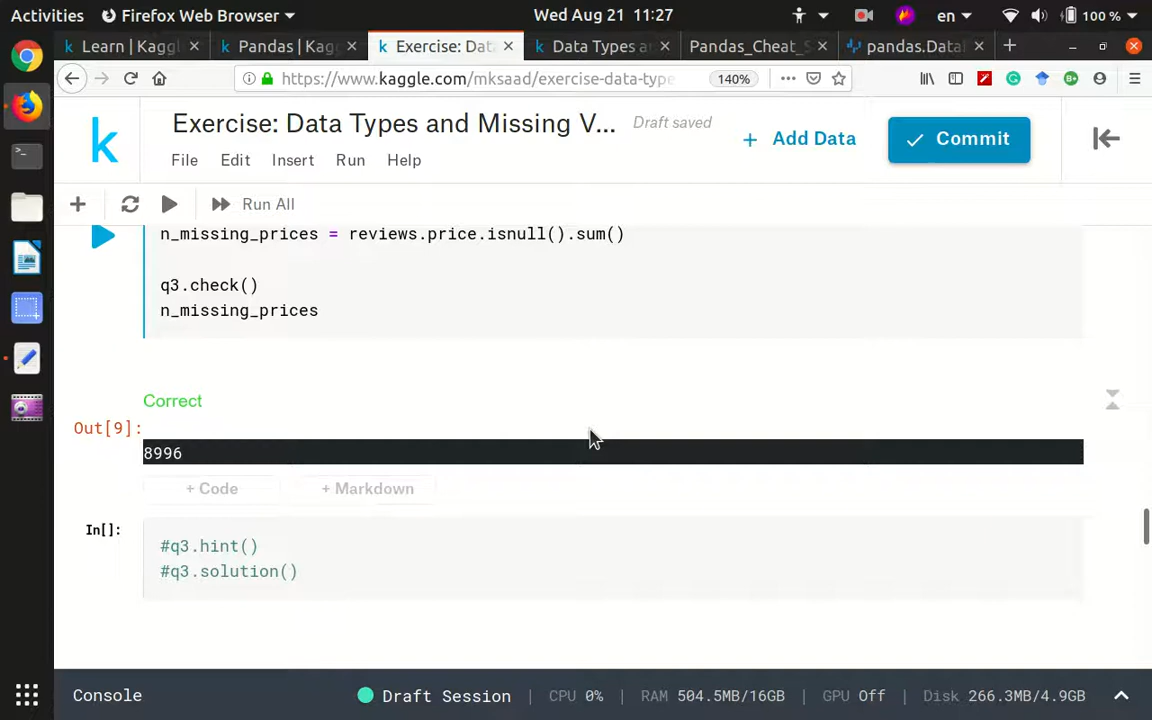 Activities Firefox Web Browser Wed Aug 21 11:27 en 100 %
Learn | Kaggl Pandas | Kagg Exercise: Data Data Types an Pandas_Cheat_S pandas.Datal
https://www.kaggle.com/mksaad/exercise-data-type 140%
k Exercise: Data Types and Missing V... Draft saved + Add Data Commit
File Edit Insert Run Help
Run All
n_missing_prices = reviews.price.isnull().sum()
q3.check()
n_missing_prices
Correct
Out[9]:
8996
+ Code + Markdown
In[]:
#q3.hint()
#q3.solution()
Console Draft Session CPU 0% RAM 504.5MB/16GB GPU Off Disk 266.3MB/4.9GB